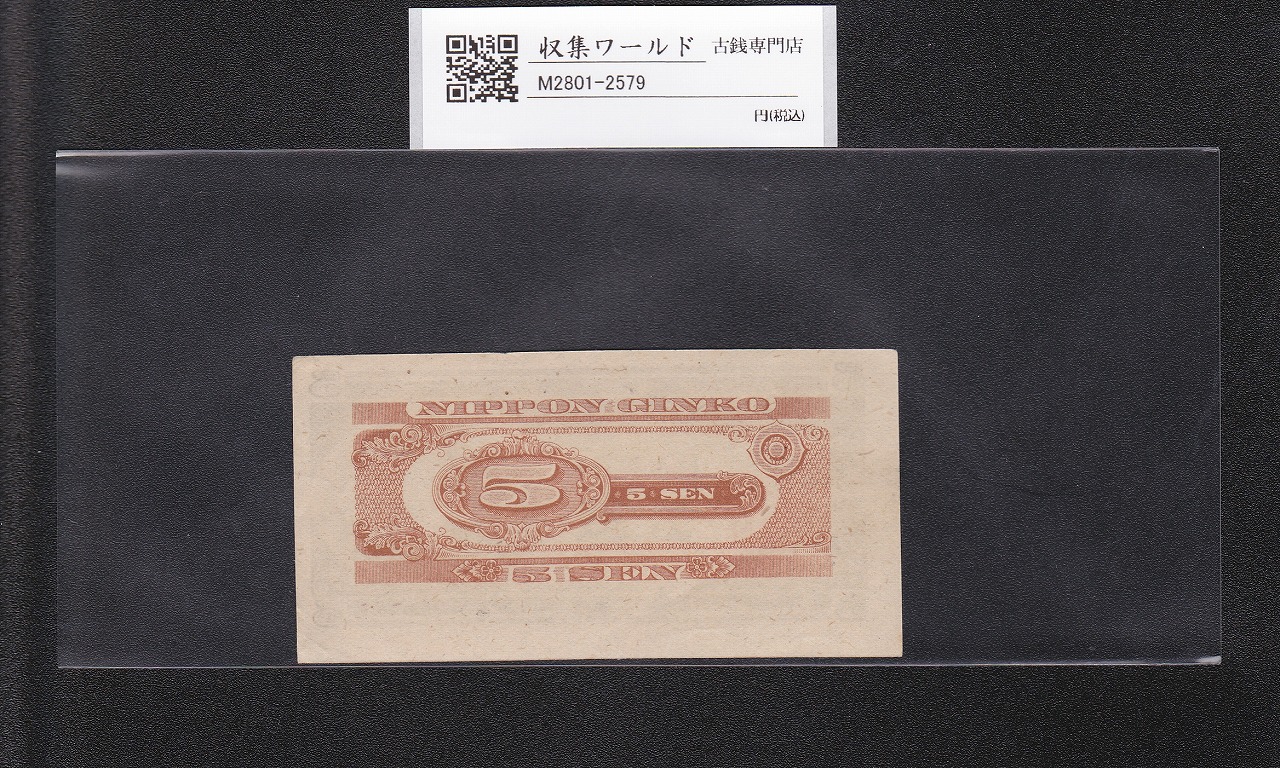 収集ワールド 古銭専門店
M2801-2579
円(税込)
NIPPON GINKO
5
5 SEN
5 SEN